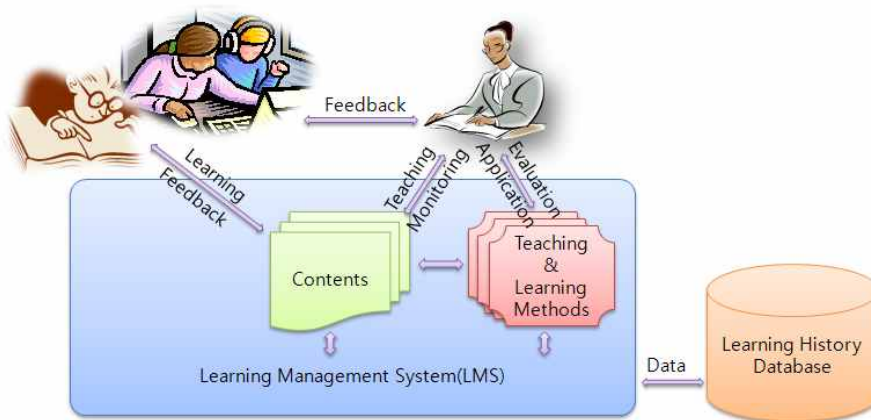 Feedback
Learning
Feedback
Teaching
Monitoring
Evaluation
Application
Contents
Teaching
&
Learning
Methods
Learning Management System(LMS)
Data
Learning History
Database